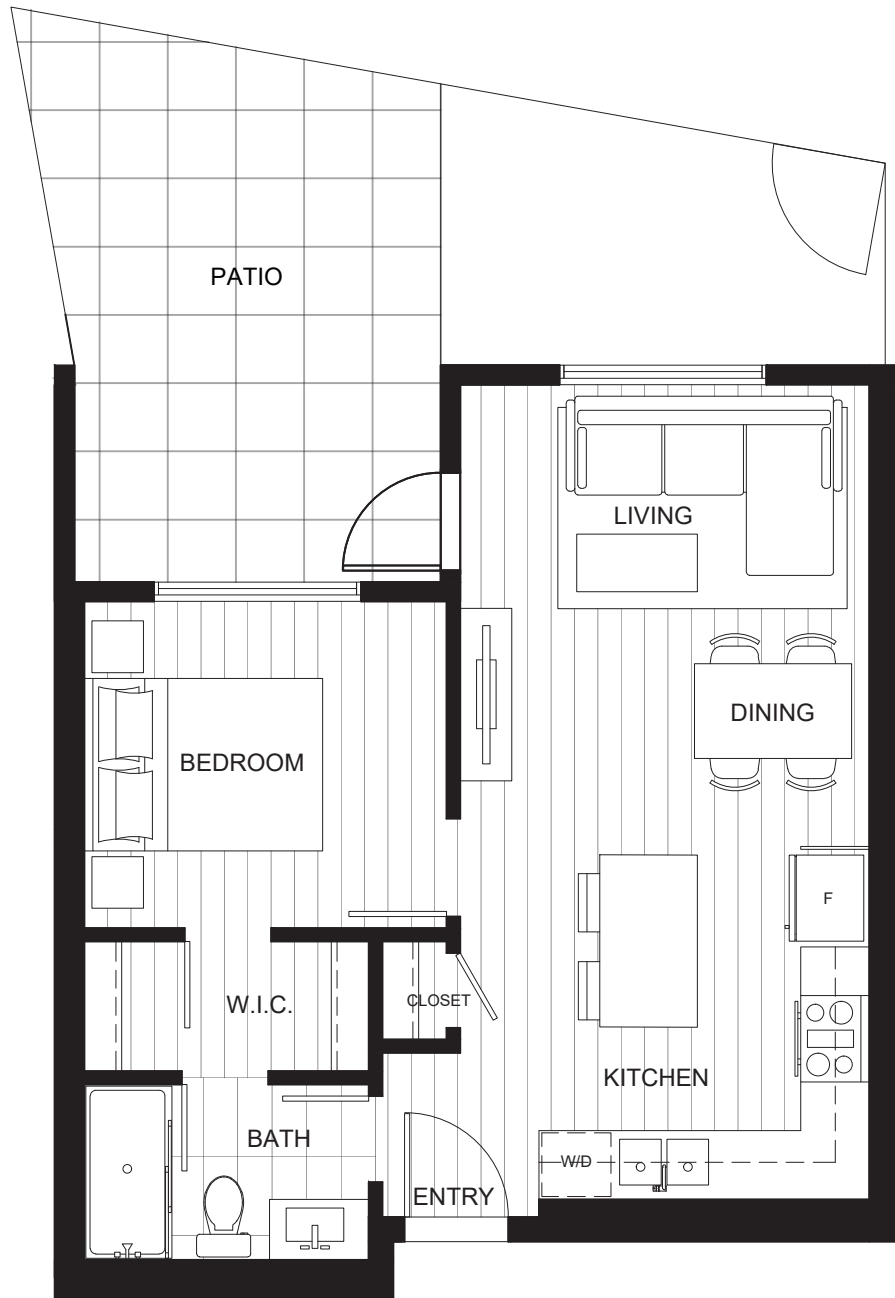 PATIO
LIVING
DINING
BEDROOM
F
W.I.C.
CLOSET
KITCHEN
BATH
W/D
ENTRY